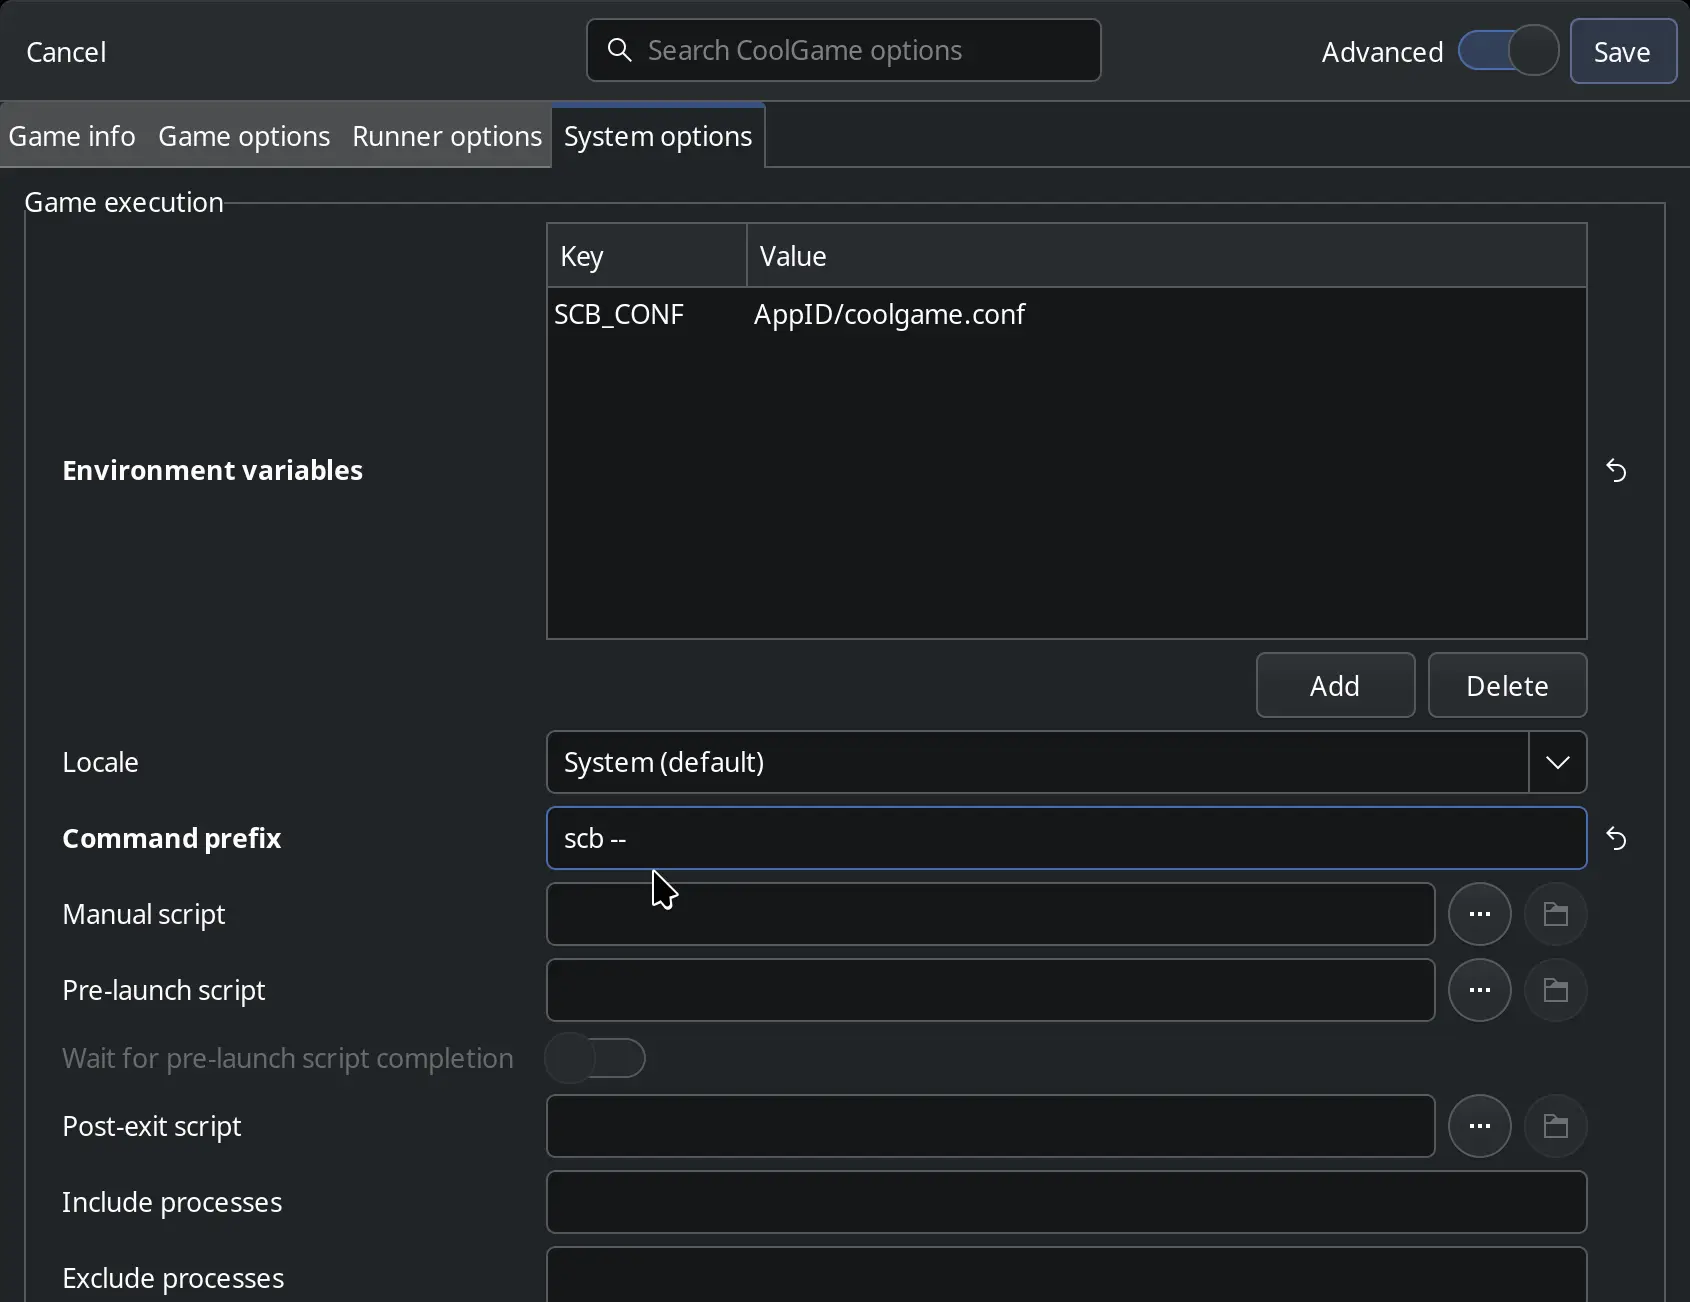 Cancel
Search CoolGame options
Advanced
Save
Game info
Game options
Runner options
System options
Game execution
Key
Value
SCB_CONF
AppID/coolgame.conf
Environment variables
Add
Delete
Locale
System (default)
Command prefix
scb --
Manual script
Pre-launch script
Wait for pre-launch script completion
Post-exit script
Include processes
Exclude processes